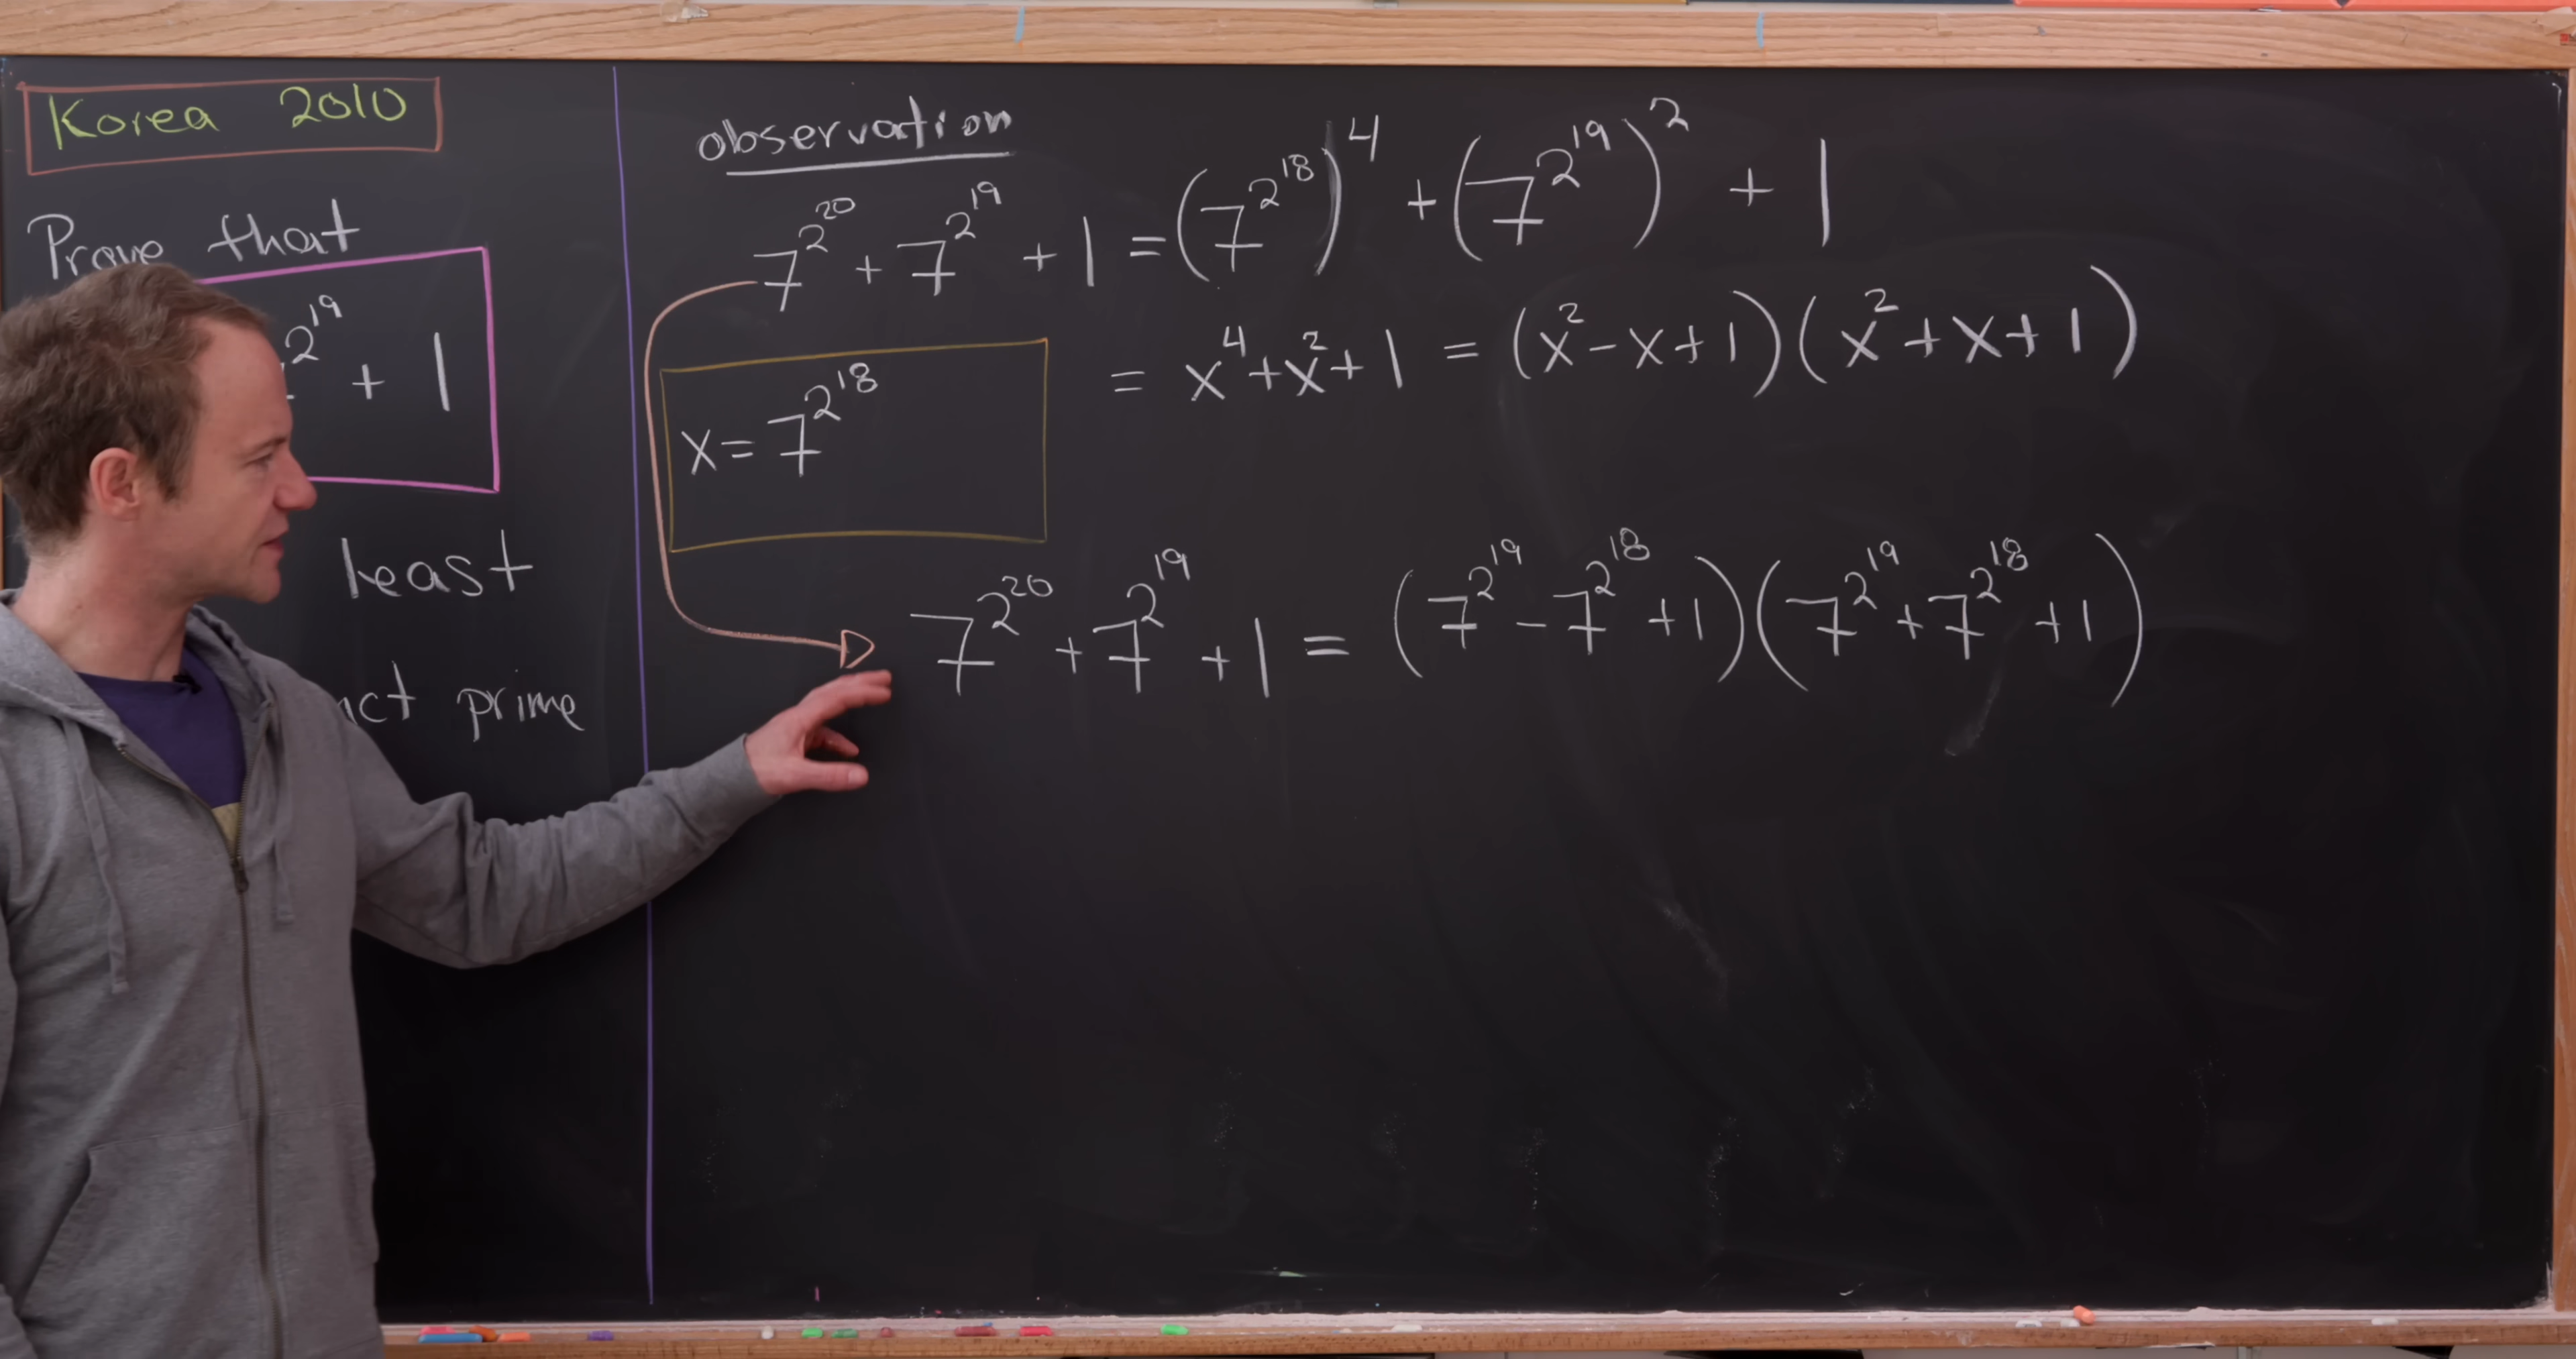 Korea 2010
Prove that
2^19 + 1
least
prime
observation
7^2^20 + 7^2^19 + 1 = (7^2^18)^4 + (7^2^19)^2 + 1
= x^4 + x^2 + 1 = (x^2 - x + 1)(x^2 + x + 1)
x = 7^2^18
7^2^20 + 7^2^19 + 1 = (7^2^19 - 7^2^18 + 1)(7^2^19 + 7^2^18 + 1)